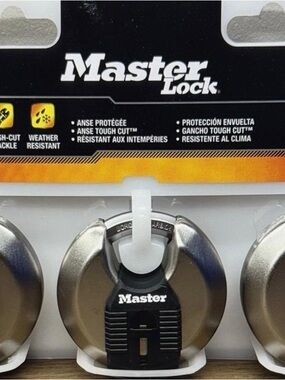 Master
Lock
GH-CUT
ACKLE
WEATHER
RESISTANT
• ANSE PROTÉGÉE
• ANSE TOUGH CUT™
• RÉSISTANT AUX INTEMPÉRIES
• PROTECCIÓN ENVUELTA
• GANCHO TOUGH CUT™
• RESISTENTE AL CLIMA
Master